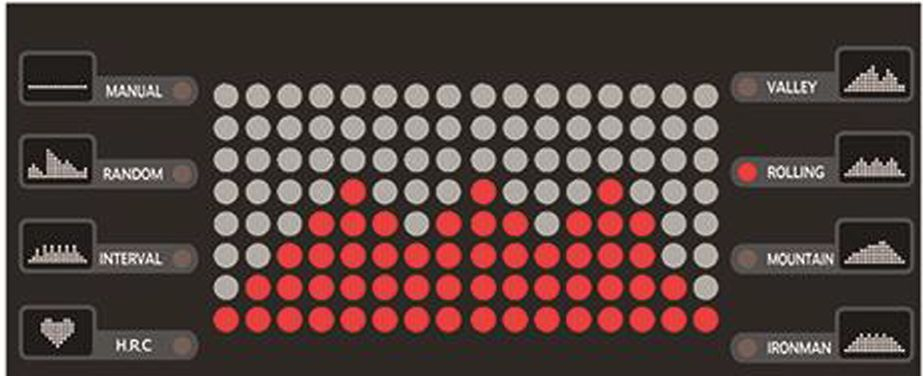 MANUAL
RANDOM
INTERVAL
H.R.C
VALLEY
ROLLING
MOUNTAIN
IRONMAN